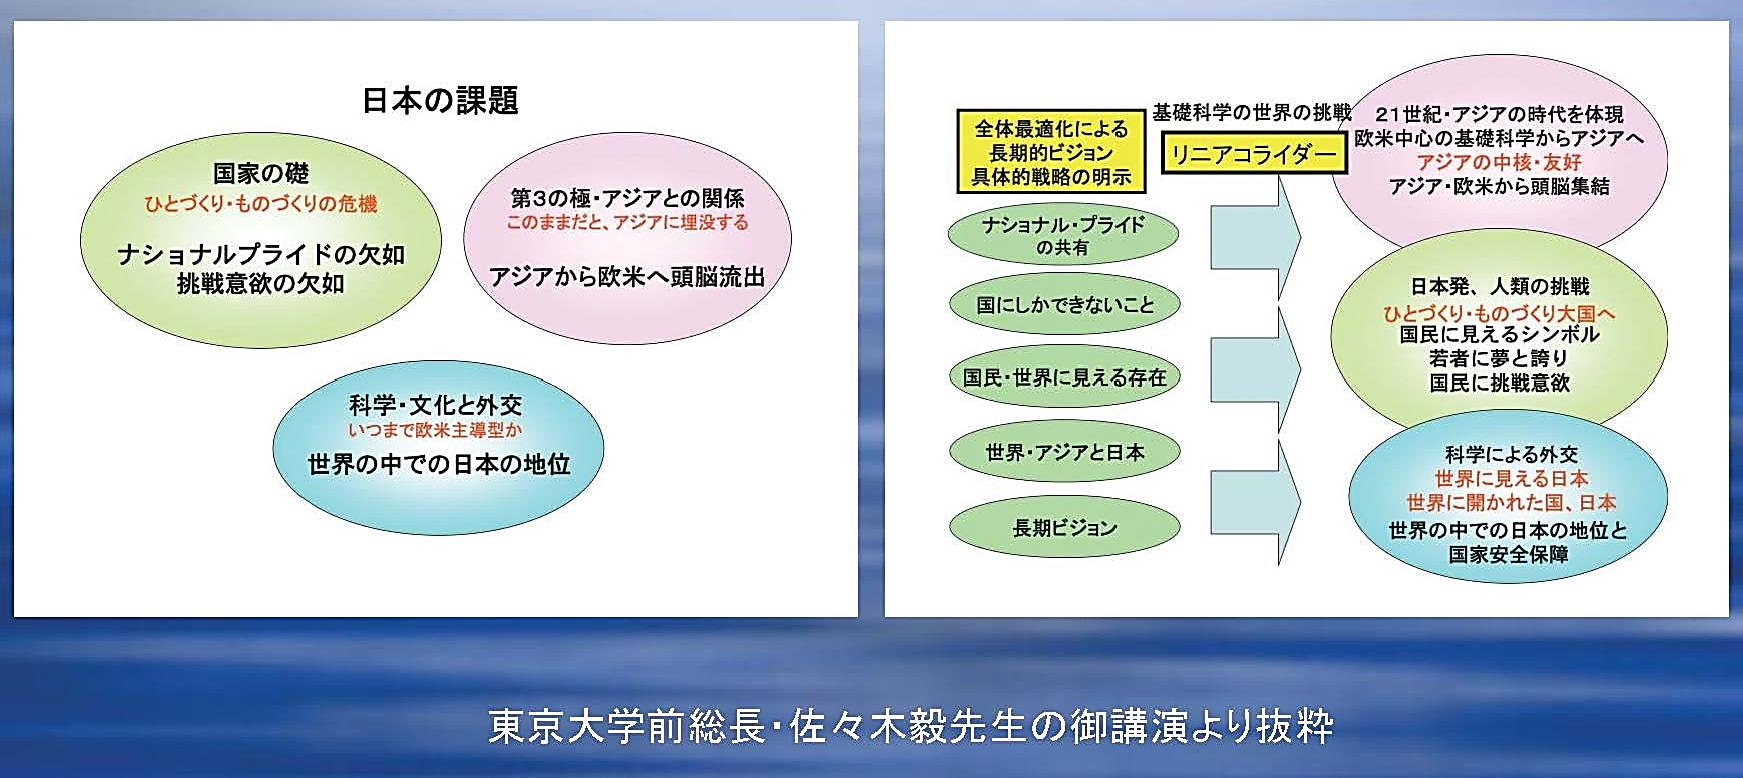 日本の課題
国家の礎
ひとづくり・ものづくりの危機
ナショナルプライドの欠如
挑戦意欲の欠如
第3の極・アジアとの関係
このままだと、アジアに埋没する
アジアから欧米へ頭脳流出
科学・文化と外交
いつまで欧米主導型か
世界の中での日本の地位
全体最適化による
長期的ビジョン
具体的戦略の明示
基礎科学の世界の挑戦
リニアコライダー
ナショナル・プライド
の共有
国にしかできないこと
国民・世界に見える存在
世界・アジアと日本
長期ビジョン
21世紀・アジアの時代を体現
欧米中心の基礎科学からアジアへ
アジアの中核・友好
アジア・欧米から頭脳集結
日本発、人類の挑戦
ひとづくり・ものづくり大国へ
国民に見えるシンボル
若者に夢と誇り
国民に挑戦意欲
科学による外交
世界に見える日本
世界に開かれた国、日本
世界の中での日本の地位と
国家安全保障
東京大学前総長・佐々木毅先生の御講演より抜粋